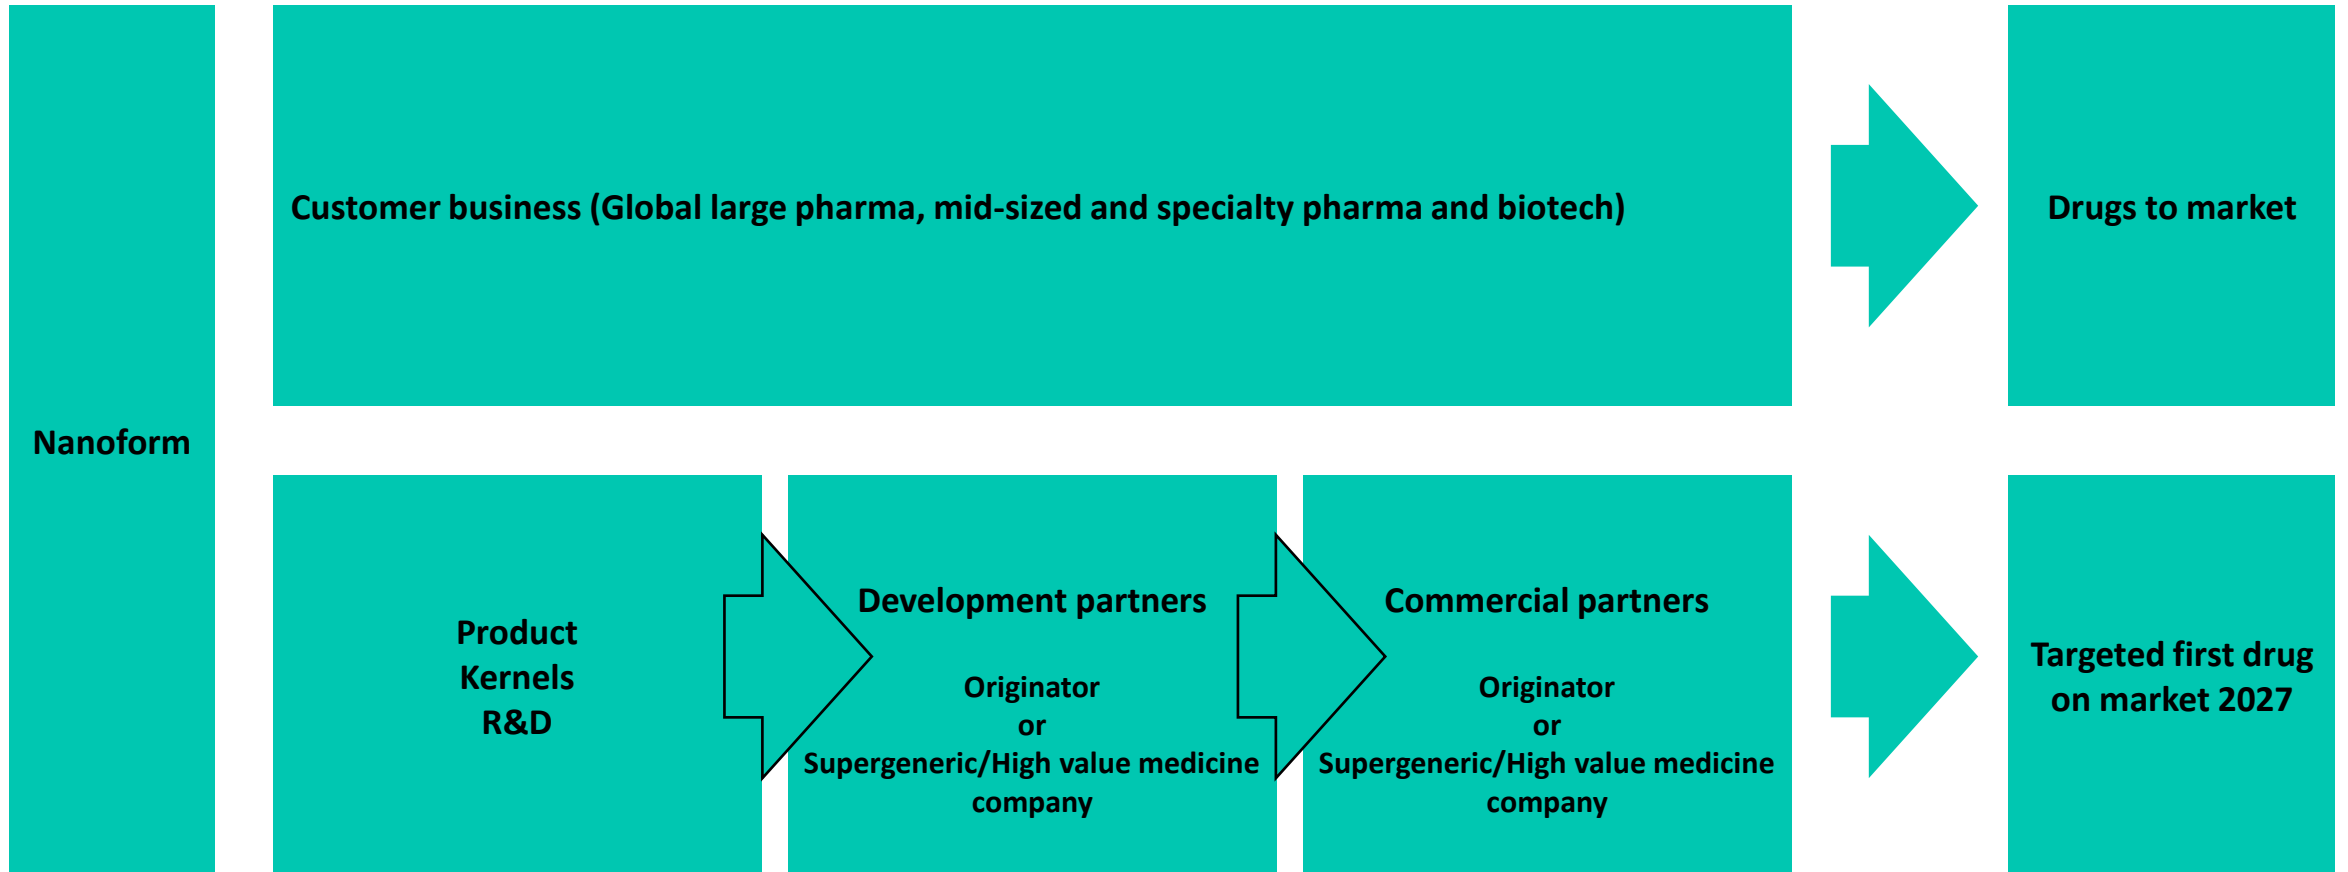 Nanoform
Customer business (Global large pharma, mid-sized and specialty pharma and biotech)
Drugs to market
Product
Kernels
R&D
Development partners
Originator
or
Supergeneric/High value medicine
company
Commercial partners
Originator
or
Supergeneric/High value medicine
company
Targeted first drug
on market 2027